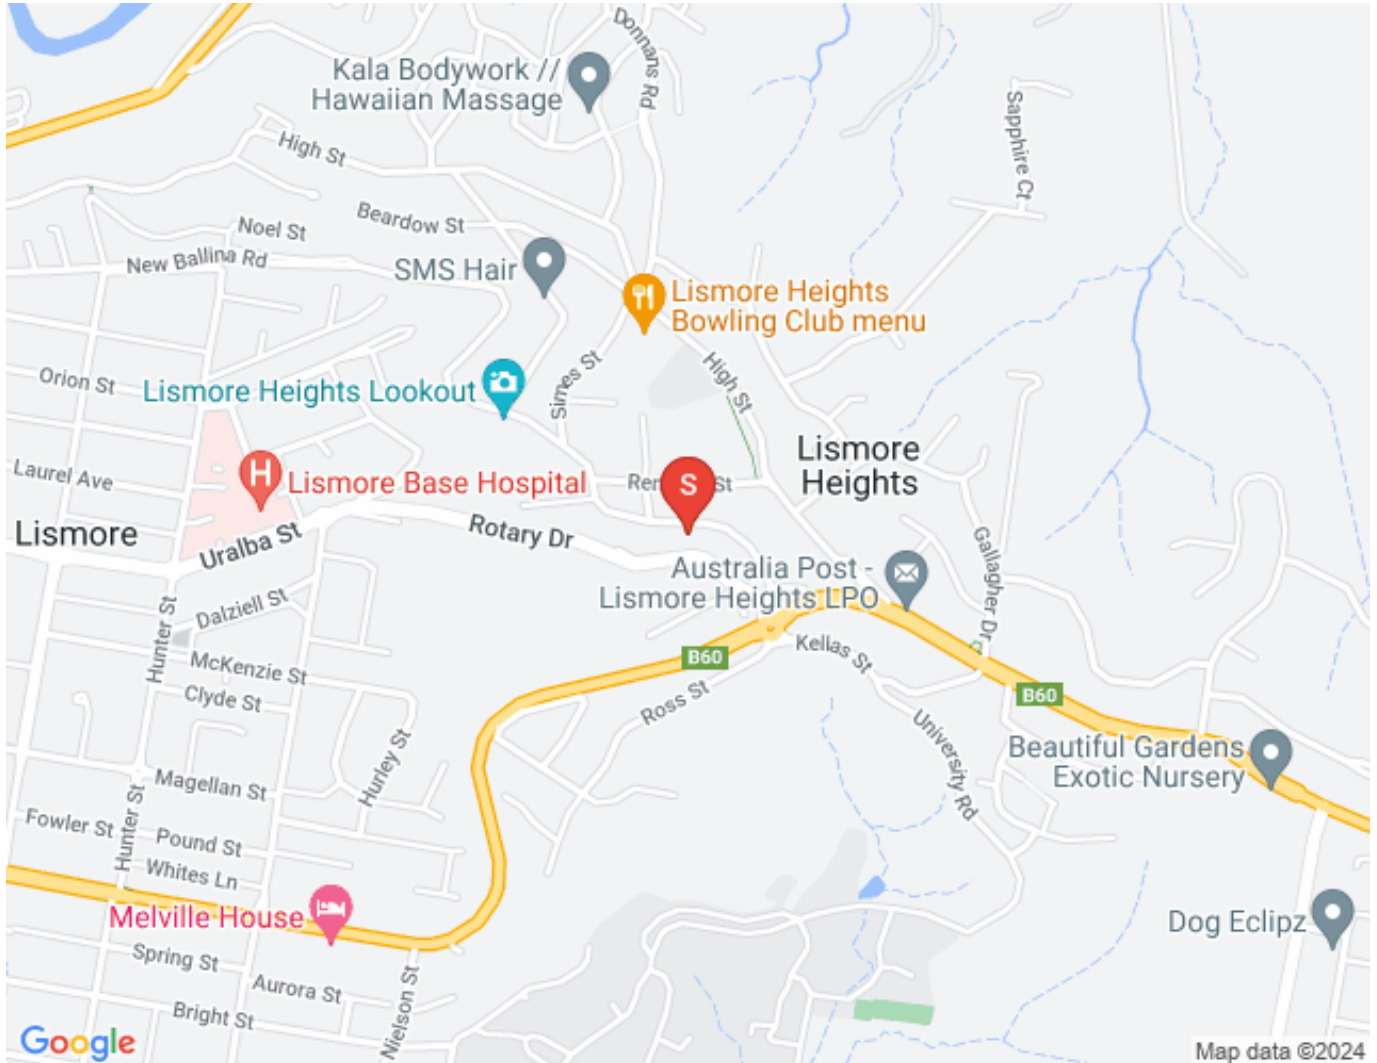 Donnans Rd
Kala Bodywork //
Hawaiian Massage
Sapphire Ct
High St
Beardow St
Noel St
New Ballina Rd
SMS Hair
Lismore Heights
Bowling Club menu
Orion St
Lismore Heights Lookout
Simes St
High St
Lismore
Heights
Laurel Ave
H
Lismore Base Hospital
S
St
Lismore
Uralba St
Rotary Dr
Gallagher Dr
Australia Post -
Lismore Heights LPO
Dalziell St
Hunter St
McKenzie St
Clyde St
B60
Kellas St
Ross St
B60
University Rd
Beautiful Gardens
Exotic Nursery
Hurley St
Magellan St
Hunter St
Fowler St
Pound St
Whites Ln
Melville House
Dog Eclipz
Spring St
Aurora St
Nielson St
Bright St
Google
Map data ©2024